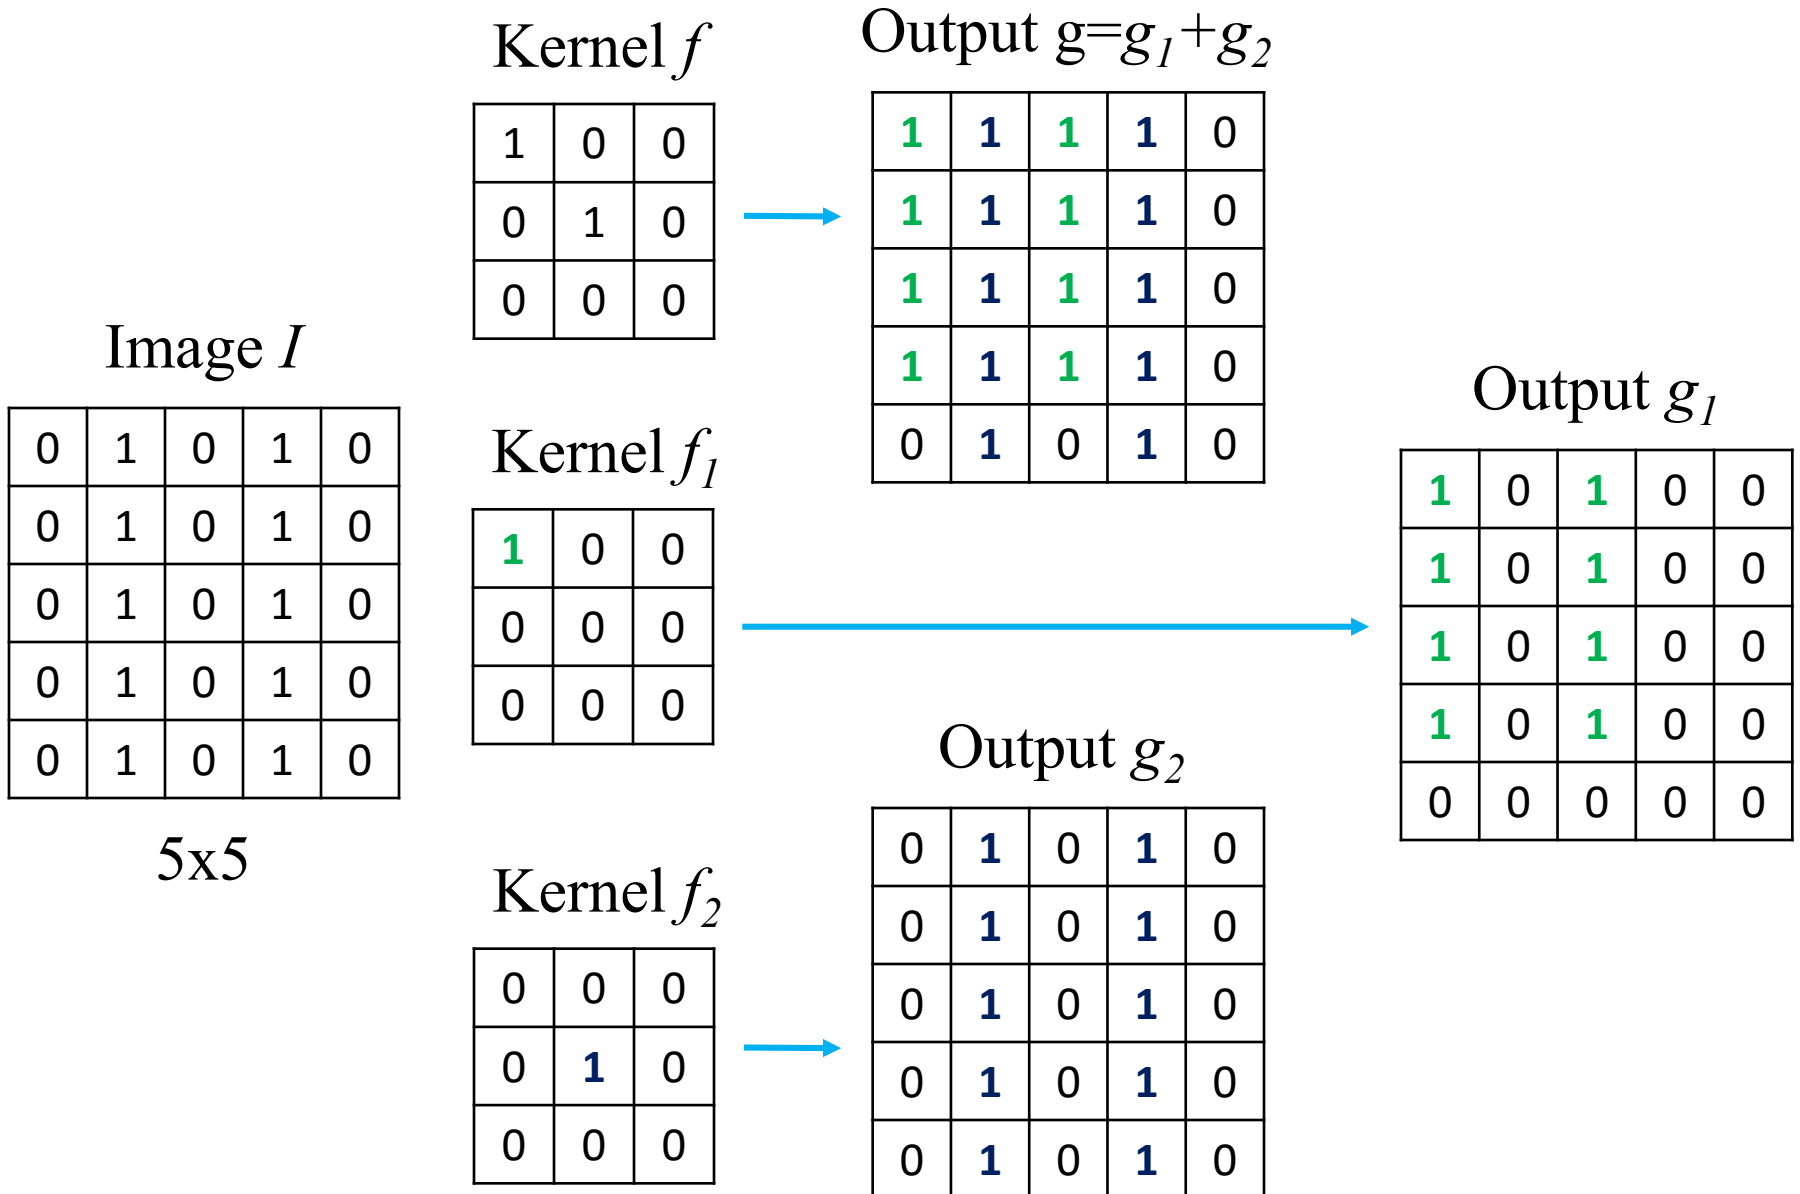 Kernel f
1 0 0
0 1 0
0 0 0
Output g=g1+g2
1 1 1 1 0
1 1 1 1 0
1 1 1 1 0
1 1 1 1 0
0 1 0 1 0
Image I
0 1 0 1 0
0 1 0 1 0
0 1 0 1 0
0 1 0 1 0
0 1 0 1 0
5x5
Kernel f1
1 0 0
0 0 0
0 0 0
Output g1
1 0 1 0 0
1 0 1 0 0
1 0 1 0 0
1 0 1 0 0
0 0 0 0 0
Kernel f2
0 0 0
0 1 0
0 0 0
Output g2
0 1 0 1 0
0 1 0 1 0
0 1 0 1 0
0 1 0 1 0
0 1 0 1 0